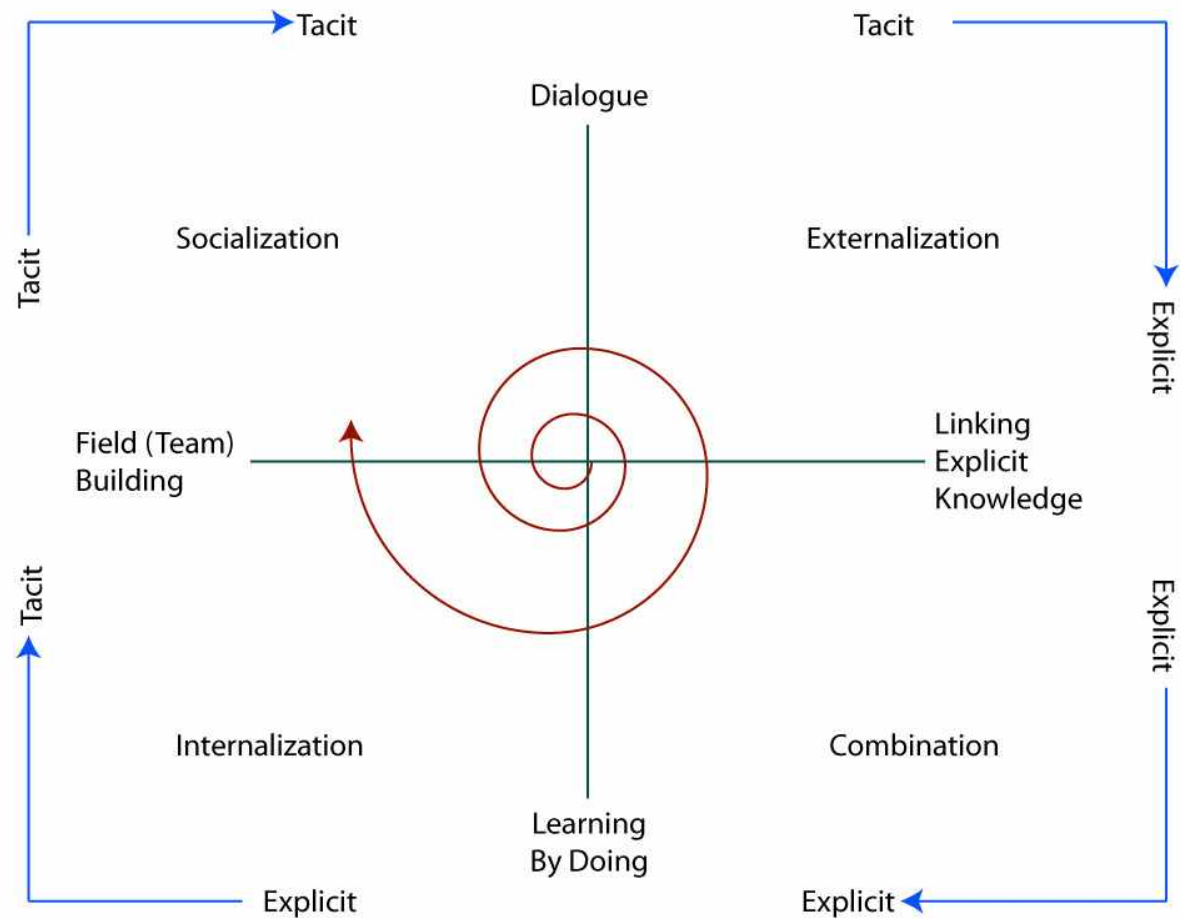 Tacit
Tacit
Dialogue
Socialization
Externalization
Tacit
Explicit
Field (Team)
Building
Linking
Explicit
Knowledge
Tacit
Explicit
Internalization
Combination
Learning
By Doing
Explicit
Explicit